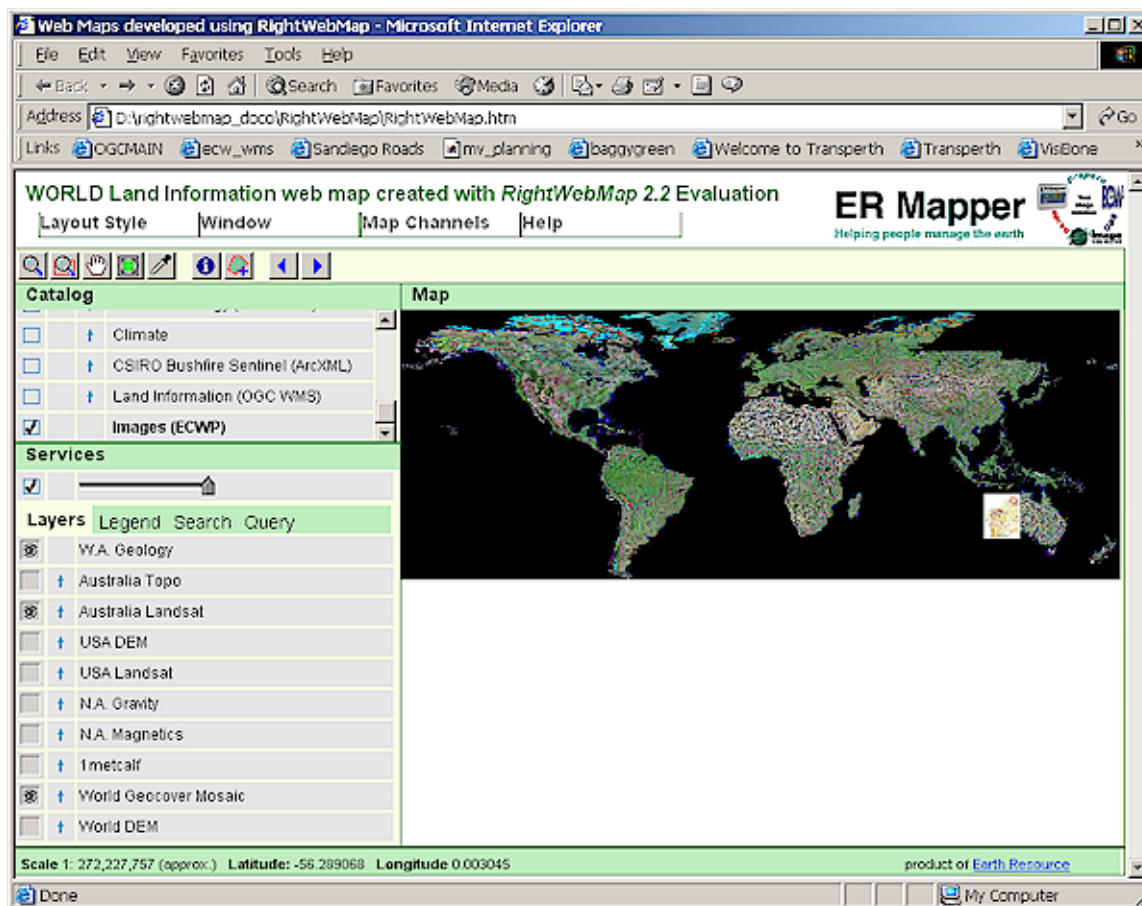 Web Maps developed using RightWebMap - Microsoft Internet Explorer
File Edit View Favorites Tools Help
Back Search Favorites Media
Address D:\rightwebmap_doco\RightWebMap\RightWebMap.htm Go
Links OGCMAIN ecw_wms Sandiego Roads mv_planning baggygreen Welcome to Transperth Transperth VisiBone »
WORLD Land Information web map created with RightWebMap 2.2 Evaluation
Layout Style Window Map Channels Help
ER Mapper
Helping people manage the earth
prepare
ECW
Image
Catalog
Map
Climate
CSIRO Bushfire Sentinel (ArcXML)
Land Information (OGC WMS)
Images (ECWP)
Services
Layers Legend Search Query
W.A. Geology
Australia Topo
Australia Landsat
USA DEM
USA Landsat
N.A. Gravity
N.A. Magnetics
1metcalf
World Geocover Mosaic
World DEM
Scale 1: 272,227,757 (approx.) Latitude: -56.289068 Longitude 0.003045 product of Earth Resource
Done My Computer